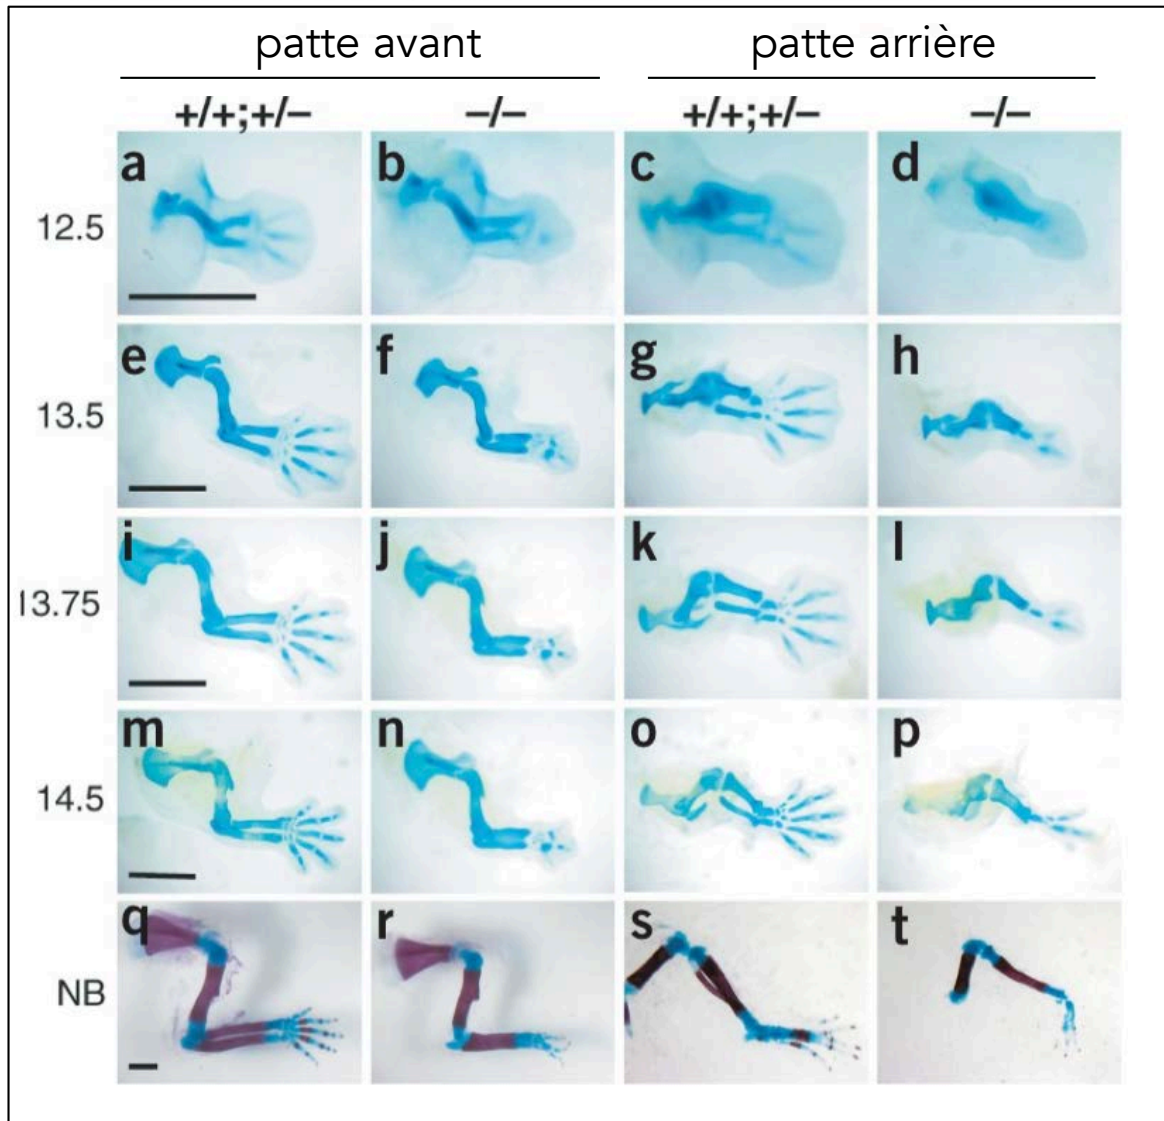 patte avant patte arrière
+/+;+/– –/– +/+;+/– –/–
a b c d
12.5
e f g h
13.5
i j k l
13.75
m n o p
14.5
q r s t
NB